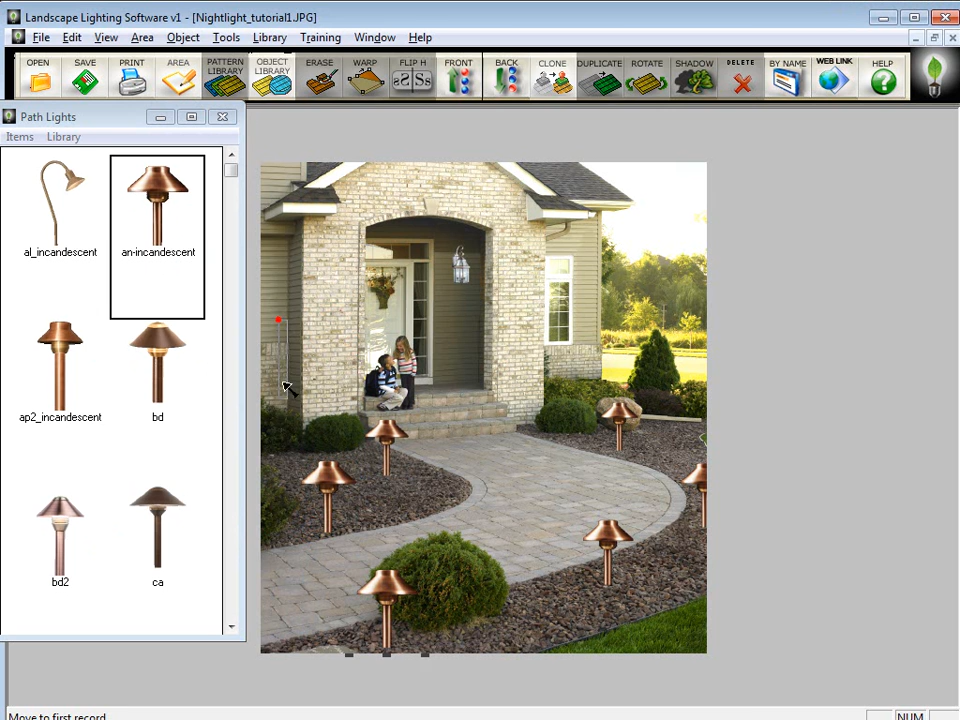 Landscape Lighting Software v1 - [Nightlight_tutorial1.JPG]
File Edit View Area Object Tools Library Training Window Help
OPEN SAVE PRINT AREA PATTERN LIBRARY OBJECT LIBRARY ERASE WARP FLIP H FRONT BACK CLONE DUPLICATE ROTATE SHADOW DELETE BY NAME WEB LINK HELP
Path Lights
Items Library
al_incandescent an-incandescent
ap2_incandescent bd
bd2 ca
Move to first record NUM